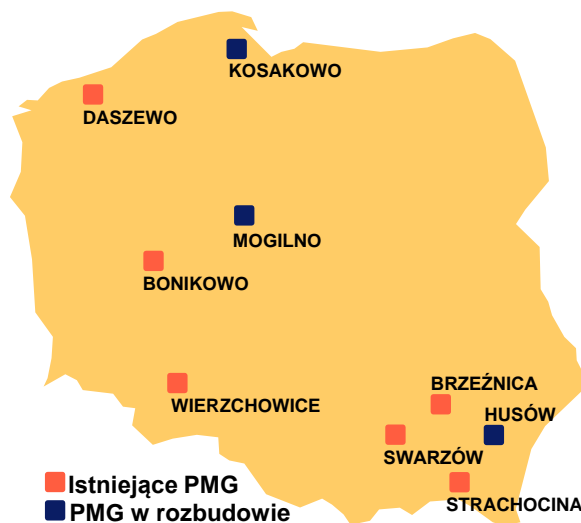 KOSAKOWO
DASZEWO
MOGILNO
BONIKOWO
BRZEŹNICA
WIERZCHOWICE
HUSÓW
SWARZÓW
Istniejące PMG
STRACHOCINA
PMG w rozbudowie